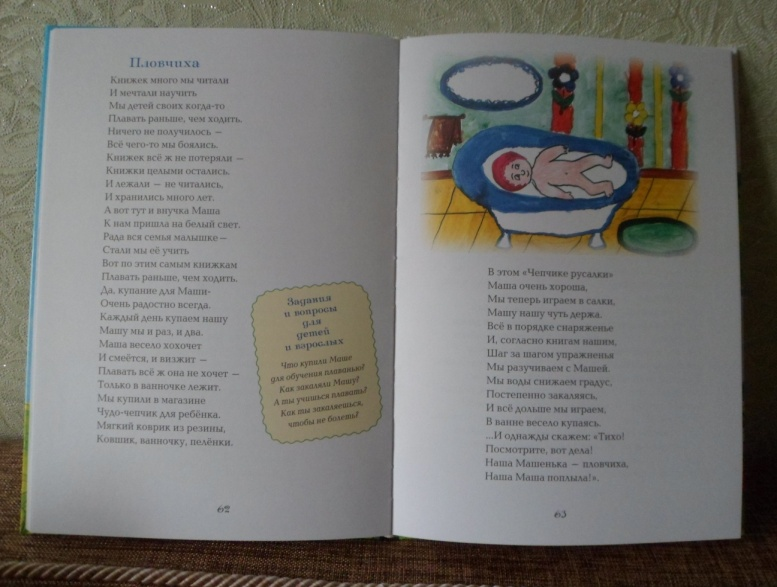 Пловчиха
Книжек много мы читали
И мечтали научить
Мы детей своих когда-то
Плавать раньше, чем ходить.
Ничего не получилось —
Всё чего-то мы боялись.
Книжек всё ж не потеряли —
Книжки целыми остались.
И лежали — не читались,
И хранились много лет.
А вот тут и внучка Маша
К нам пришла на белый свет.
Рада вся семья малышке —
Стали мы её учить
Вот по этим самым книжкам
Плавать раньше, чем ходить.
Да, купание для Маши-
Очень радостно всегда.
Каждый день купаем нашу
Машу мы и раз, и два.
Маша весело хохочет
И смеётся, и визжит —
Плавать всё ж она не хочет —
Только в ванночке лежит.
Мы купили в магазине
Чудо-чепчик для ребёнка.
Мягкий коврик из резины,
Ковшик, ванночку, пелёнки.
Задания
и вопросы
для
детей
и взрослых
Что купила Маше
для обучения плаванью?
Как закаляли Машу?
А ты учишься плавать?
Как ты закаляешься,
чтобы не болеть?
62
В этом «Чепчике русалки»
Маша очень хороша,
Мы теперь играем в салки,
Машу нашу чуть держа.
Всё в порядке снаряженье
И, согласно книгам нашим,
Шаг за шагом упражненья
Мы разучиваем с Машей.
Мы воды снижаем градус,
Постепенно закаляясь,
И всё дольше мы играем,
В ванне весело купаясь.
...И однажды скажем: «Тихо!
Посмотрите, вот дела!
Наша Машенька — пловчиха,
Наша Маша поплыла!».
63